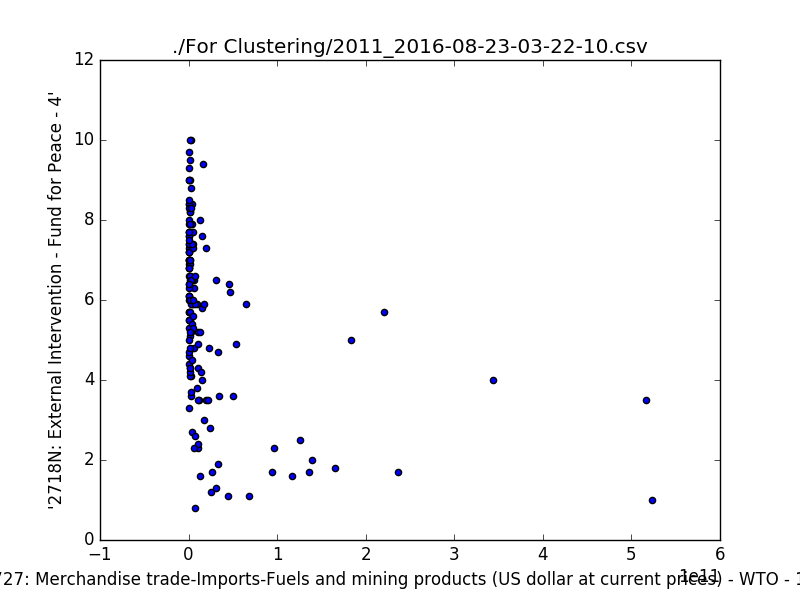 ./For Clustering/2011_2016-08-23-03-22-10.csv
12
10
8
6
4
2
0
'2718N: External Intervention - Fund for Peace - 4'
−1 0 1 2 3 4 5 6
1e11
27: Merchandise trade-Imports-Fuels and mining products (US dollar at current prices) - WTO - 1